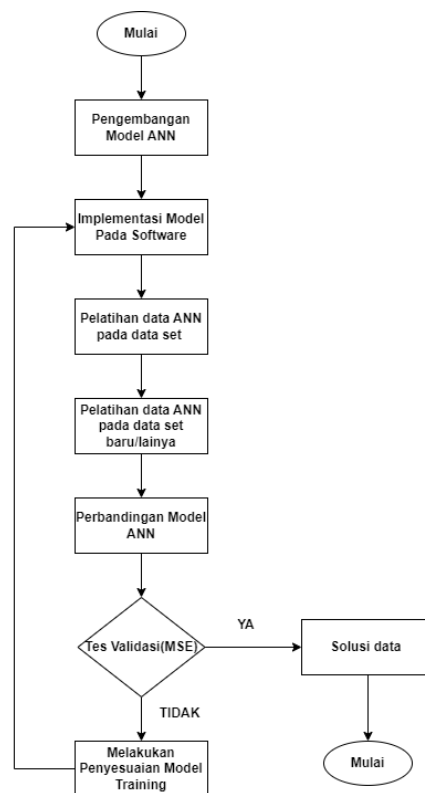 Mulai
Pengembangan
Model ANN
Implementasi Model
Pada Software
Pelatihan data ANN
pada data set
Pelatihan data ANN
pada data set
baru/lainya
Perbandingan Model
ANN
Tes Validasi(MSE)
YA
Solusi data
TIDAK
Melakukan
Penyesuaian Model
Training
Mulai